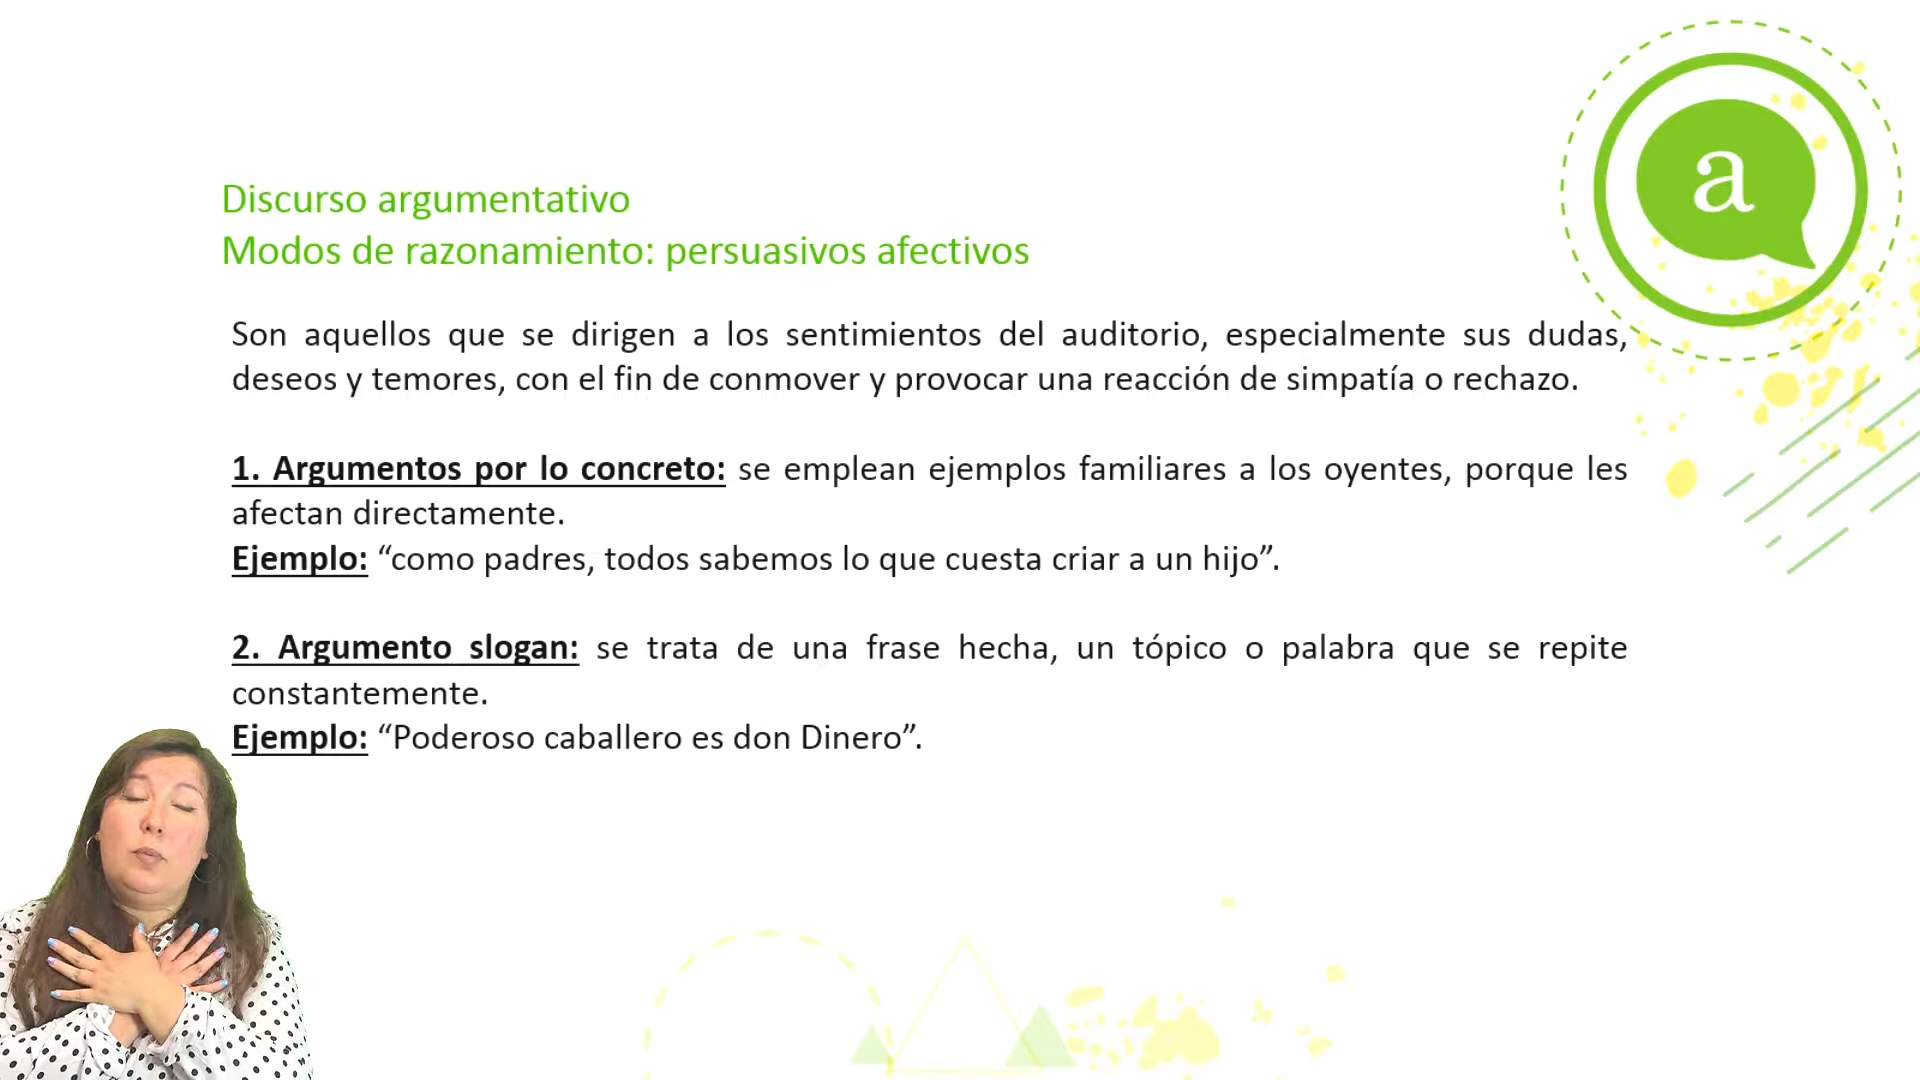 a
Discurso argumentativo
Modos de razonamiento: persuasivos afectivos
Son aquellos que se dirigen a los sentimientos del auditorio, especialmente sus dudas,
deseos y temores, con el fin de conmover y provocar una reacción de simpatía o rechazo.
1. Argumentos por lo concreto: se emplean ejemplos familiares a los oyentes, porque les
afectan directamente.
Ejemplo: “como padres, todos sabemos lo que cuesta criar a un hijo”.
2. Argumento slogan: se trata de una frase hecha, un tópico o palabra que se repite
constantemente.
Ejemplo: “Poderoso caballero es don Dinero”.